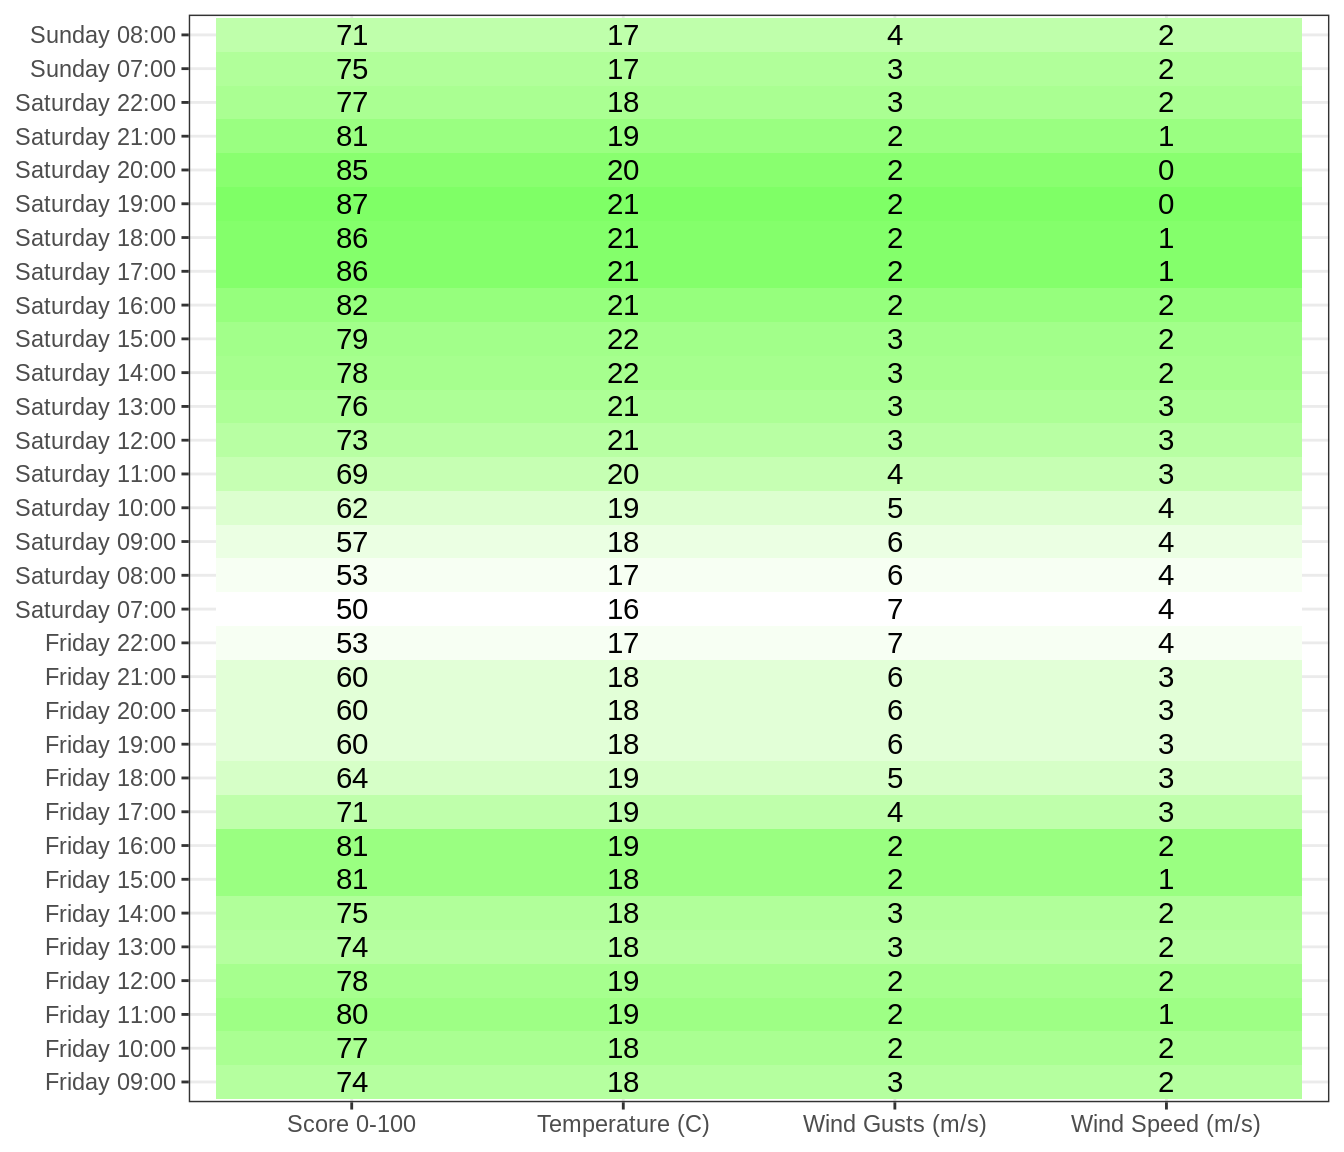 Sunday 08:00 71 17 4 2
Sunday 07:00 75 17 3 2
Saturday 22:00 77 18 3 2
Saturday 21:00 81 19 2 1
Saturday 20:00 85 20 2 0
Saturday 19:00 87 21 2 0
Saturday 18:00 86 21 2 1
Saturday 17:00 86 21 2 1
Saturday 16:00 82 21 2 2
Saturday 15:00 79 22 3 2
Saturday 14:00 78 22 3 2
Saturday 13:00 76 21 3 3
Saturday 12:00 73 21 3 3
Saturday 11:00 69 20 4 3
Saturday 10:00 62 19 5 4
Saturday 09:00 57 18 6 4
Saturday 08:00 53 17 6 4
Saturday 07:00 50 16 7 4
Friday 22:00 53 17 7 4
Friday 21:00 60 18 6 3
Friday 20:00 60 18 6 3
Friday 19:00 60 18 6 3
Friday 18:00 64 19 5 3
Friday 17:00 71 19 4 3
Friday 16:00 81 19 2 2
Friday 15:00 81 18 2 1
Friday 14:00 75 18 3 2
Friday 13:00 74 18 3 2
Friday 12:00 78 19 2 2
Friday 11:00 80 19 2 1
Friday 10:00 77 18 2 2
Friday 09:00 74 18 3 2
Score 0-100 Temperature (C) Wind Gusts (m/s) Wind Speed (m/s)